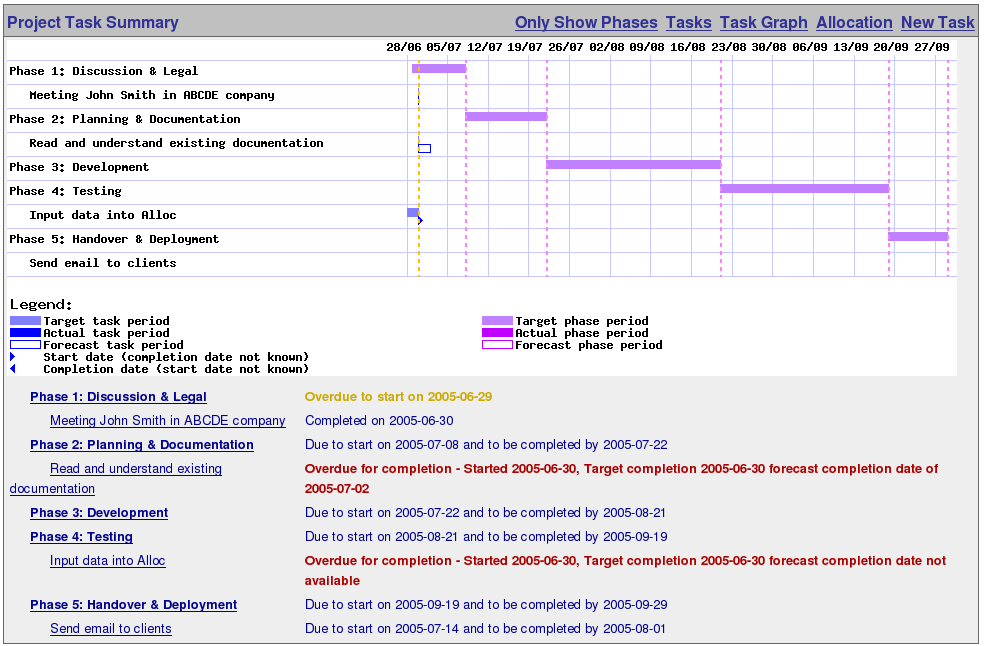 Project Task Summary Only Show Phases Tasks Task Graph Allocation New Task
28/06 05/07 12/07 19/07 26/07 02/08 09/08 16/08 23/08 30/08 06/09 13/09 20/09 27/09
Phase 1: Discussion & Legal
Meeting John Smith in ABCDE company
Phase 2: Planning & Documentation
Read and understand existing documentation
Phase 3: Development
Phase 4: Testing
Input data into Alloc
Phase 5: Handover & Deployment
Send email to clients
Legend:
Target task period Target phase period
Actual task period Actual phase period
Forecast task period Forecast phase period
Start date (completion date not known)
Completion date (start date not known)
Phase 1: Discussion & Legal Overdue to start on 2005-06-29
Meeting John Smith in ABCDE company Completed on 2005-06-30
Phase 2: Planning & Documentation Due to start on 2005-07-08 and to be completed by 2005-07-22
Read and understand existing Overdue for completion - Started 2005-06-30, Target completion 2005-06-30 forecast completion date of
documentation 2005-07-02
Phase 3: Development Due to start on 2005-07-22 and to be completed by 2005-08-21
Phase 4: Testing Due to start on 2005-08-21 and to be completed by 2005-09-19
Input data into Alloc Overdue for completion - Started 2005-06-30, Target completion 2005-06-30 forecast completion date not
available
Phase 5: Handover & Deployment Due to start on 2005-09-19 and to be completed by 2005-09-29
Send email to clients Due to start on 2005-07-14 and to be completed by 2005-08-01